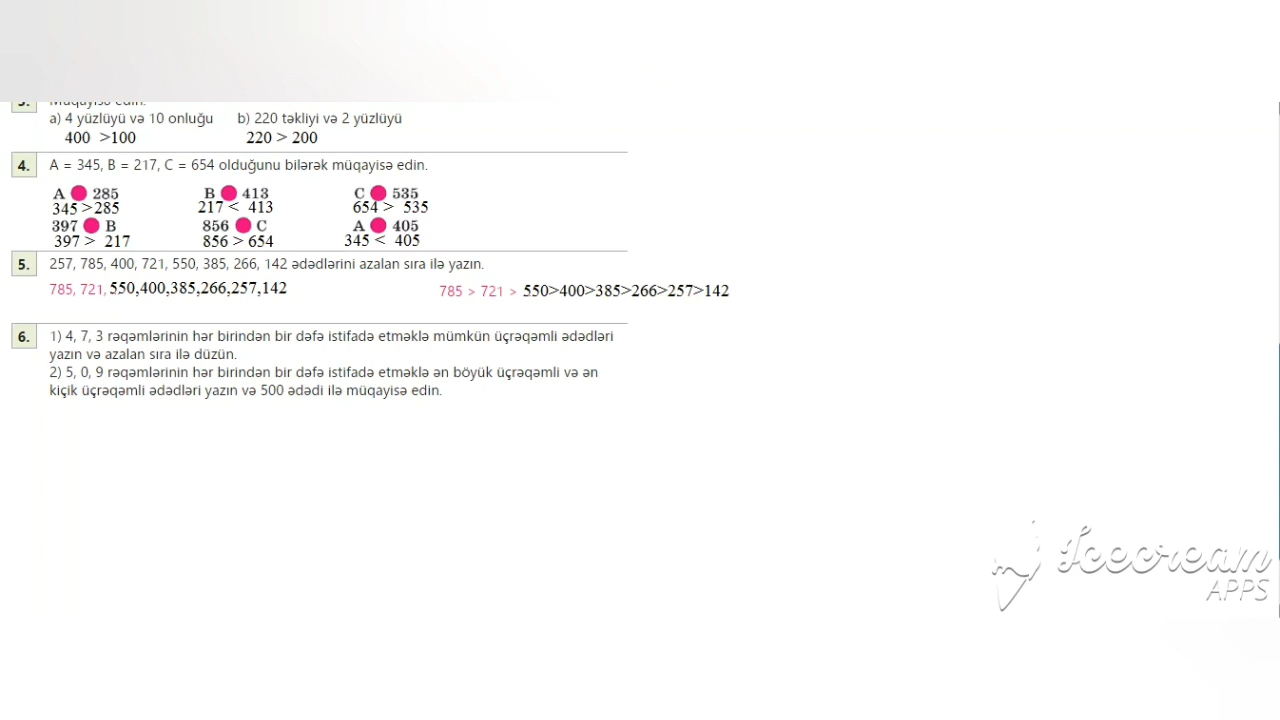 3. Müqayisə edin.
a) 4 yüzlüyü və 10 onluğu b) 220 təkliyi və 2 yüzlüyü
400 >100 220 > 200
4. A = 345, B = 217, C = 654 olduğunu bilərək müqayisə edin.
A 285 B 413 C 535
345 >285 217 < 413 654 > 535
397 B 856 C A 405
397 > 217 856 > 654 345 < 405
5. 257, 785, 400, 721, 550, 385, 266, 142 ədədlərini azalan sıra ilə yazın.
785, 721, 550,400,385,266,257,142 785 > 721 > 550>400>385>266>257>142
6. 1) 4, 7, 3 rəqəmlərinin hər birindən bir dəfə istifadə etməklə mümkün üçrəqəmli ədədləri
yazın və azalan sıra ilə düzün.
2) 5, 0, 9 rəqəmlərinin hər birindən bir dəfə istifadə etməklə ən böyük üçrəqəmli və ən
kiçik üçrəqəmli ədədləri yazın və 500 ədədi ilə müqayisə edin.
Icecream
APPS